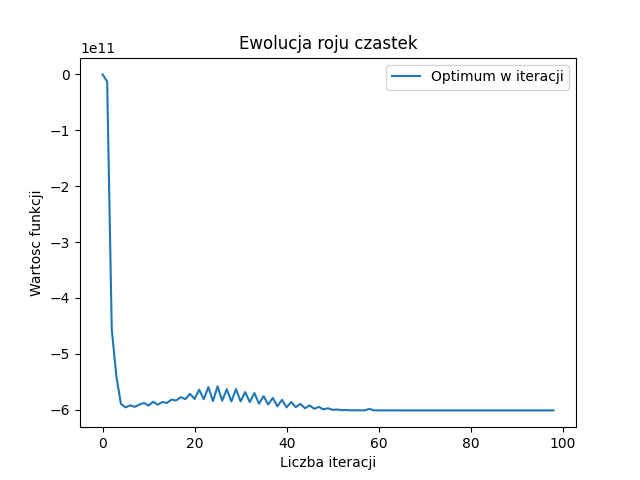 Ewolucja roju czastek
1e11
Optimum w iteracji
Wartosc funkcji
0
−1
−2
−3
−4
−5
−6
0 20 40 60 80 100
Liczba iteracji